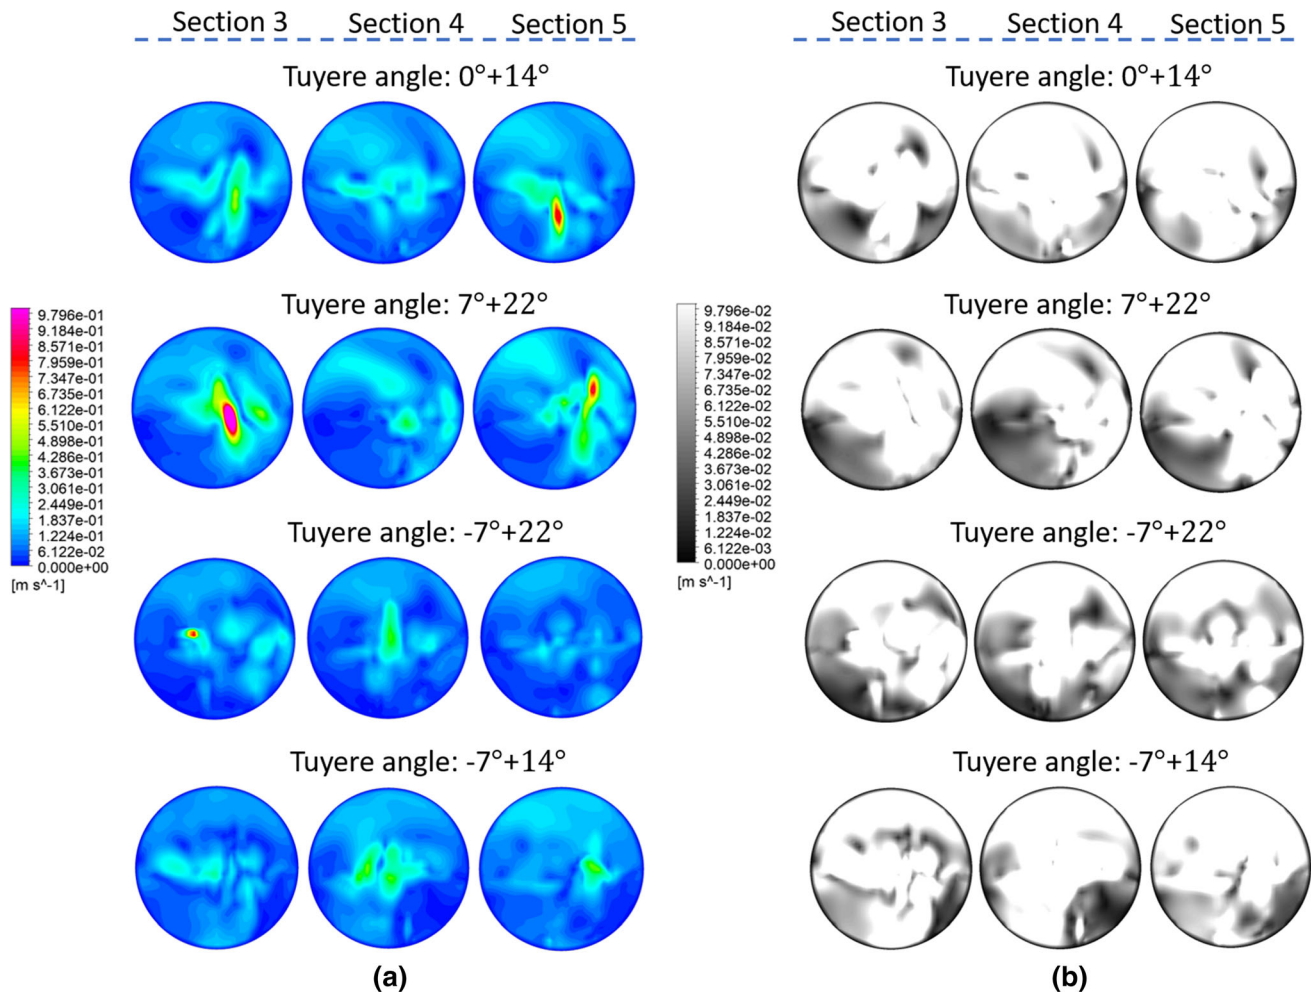 Section 3 Section 4 Section 5
Tuyere angle: 0°+14°
Tuyere angle: 7°+22°
9.796e-01
9.184e-01
8.571e-01
7.959e-01
7.347e-01
6.735e-01
6.122e-01
5.510e-01
4.898e-01
4.286e-01
3.673e-01
3.061e-01
2.449e-01
1.837e-01
1.224e-01
6.122e-02
0.000e+00
[m s^-1]
Tuyere angle: -7°+22°
Tuyere angle: -7°+14°
(a)
Section 3 Section 4 Section 5
Tuyere angle: 0°+14°
Tuyere angle: 7°+22°
9.796e-02
9.184e-02
8.571e-02
7.959e-02
7.347e-02
6.735e-02
6.122e-02
5.510e-02
4.898e-02
4.286e-02
3.673e-02
3.061e-02
2.449e-02
1.837e-02
1.224e-02
6.122e-03
0.000e+00
[m s^-1]
Tuyere angle: -7°+22°
Tuyere angle: -7°+14°
(b)